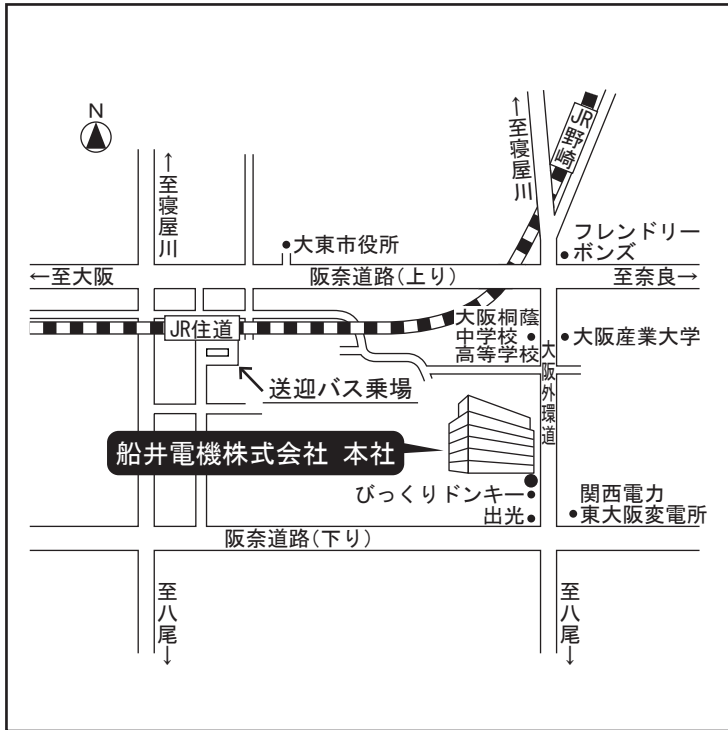 N
↑至寝屋川
↑至寝屋川
JR野崎
大東市役所
フレンドリー
ボンズ
←至大阪
阪奈道路(上り)
至奈良→
JR住道
大阪桐蔭
中学校
高等学校
大阪産業大学
大阪外環道
送迎バス乗場
船井電機株式会社 本社
びっくりドンキー
出光
関西電力
東大阪変電所
阪奈道路(下り)
至八尾↓
至八尾↓